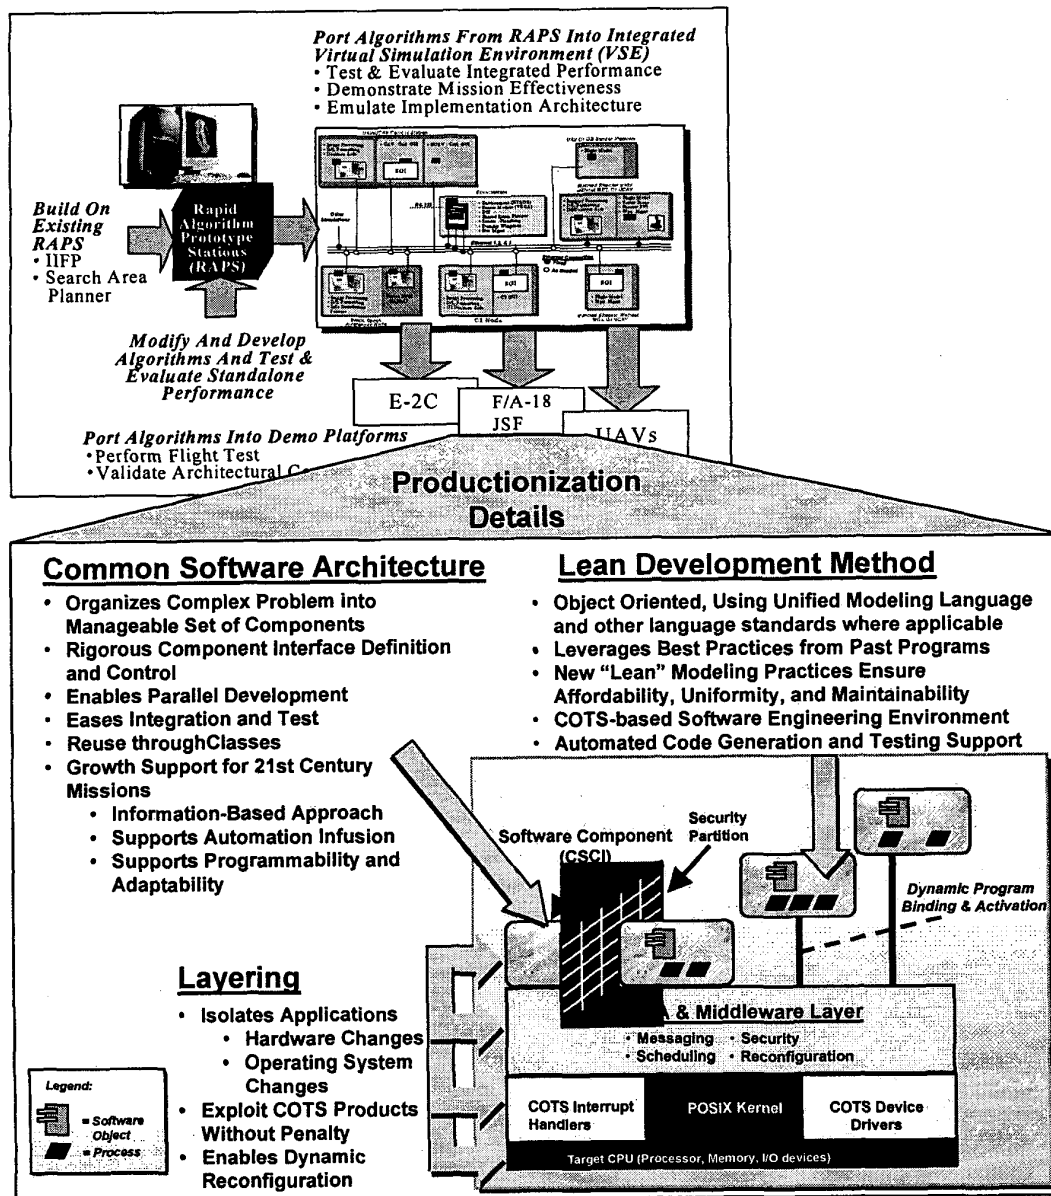 Port Algorithms From RAPS Into Integrated
Virtual Simulation Environment (VSE)
• Test & Evaluate Integrated Performance
• Demonstrate Mission Effectiveness
• Emulate Implementation Architecture
Build On
Existing
RAPS
• IIFP
• Search Area
Planner
Rapid
Algorithm
Prototype
Stations
(RAPS)
Modify And Develop
Algorithms And Test &
Evaluate Standalone
Performance
E-2C
F/A-18
JSF
UAVs
Port Algorithms Into Demo Platforms
• Perform Flight Test
• Validate Architectural
Productionization
Details
Common Software Architecture
• Organizes Complex Problem into
Manageable Set of Components
• Rigorous Component Interface Definition
and Control
• Enables Parallel Development
• Eases Integration and Test
• Reuse throughClasses
• Growth Support for 21st Century
Missions
• Information-Based Approach
• Supports Automation Infusion
• Supports Programmability and
Adaptability
Lean Development Method
• Object Oriented, Using Unified Modeling Language
and other language standards where applicable
• Leverages Best Practices from Past Programs
• New “Lean” Modeling Practices Ensure
Affordability, Uniformity, and Maintainability
• COTS-based Software Engineering Environment
• Automated Code Generation and Testing Support
Software Component
(CSCI)
Security
Partition
Dynamic Program
Binding & Activation
Layering
• Isolates Applications
• Hardware Changes
• Operating System
Changes
• Exploit COTS Products
Without Penalty
• Enables Dynamic
Reconfiguration
A & Middleware Layer
• Messaging • Security
• Scheduling • Reconfiguration
COTS Interrupt
Handlers
POSIX Kernel
COTS Device
Drivers
Target CPU (Processor, Memory, I/O devices)
Legend:
= Software
Object
= Process